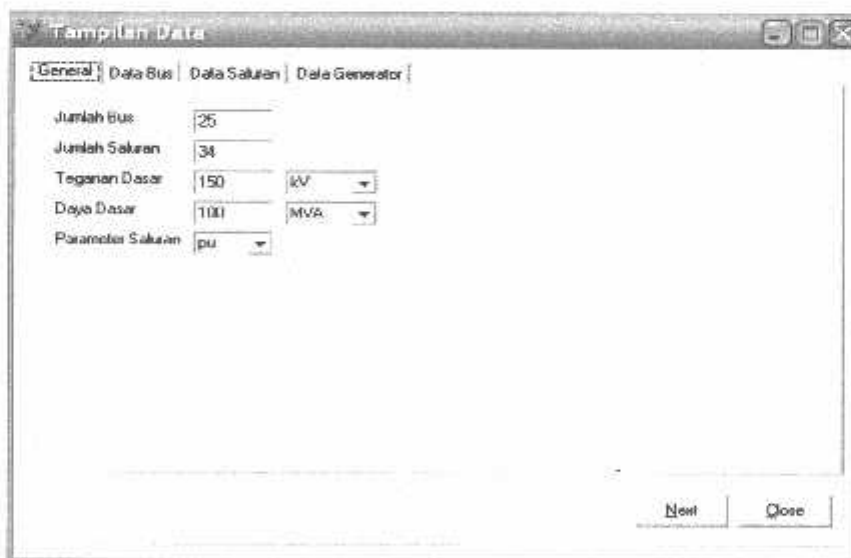 Tampilan Data
General Data Bus Data Saluran Data Generator
Jumlah Bus 25
Jumlah Saluran 34
Tegangan Dasar 150 kV
Daya Dasar 100 MVA
Parameter Saluran pu
Next Close